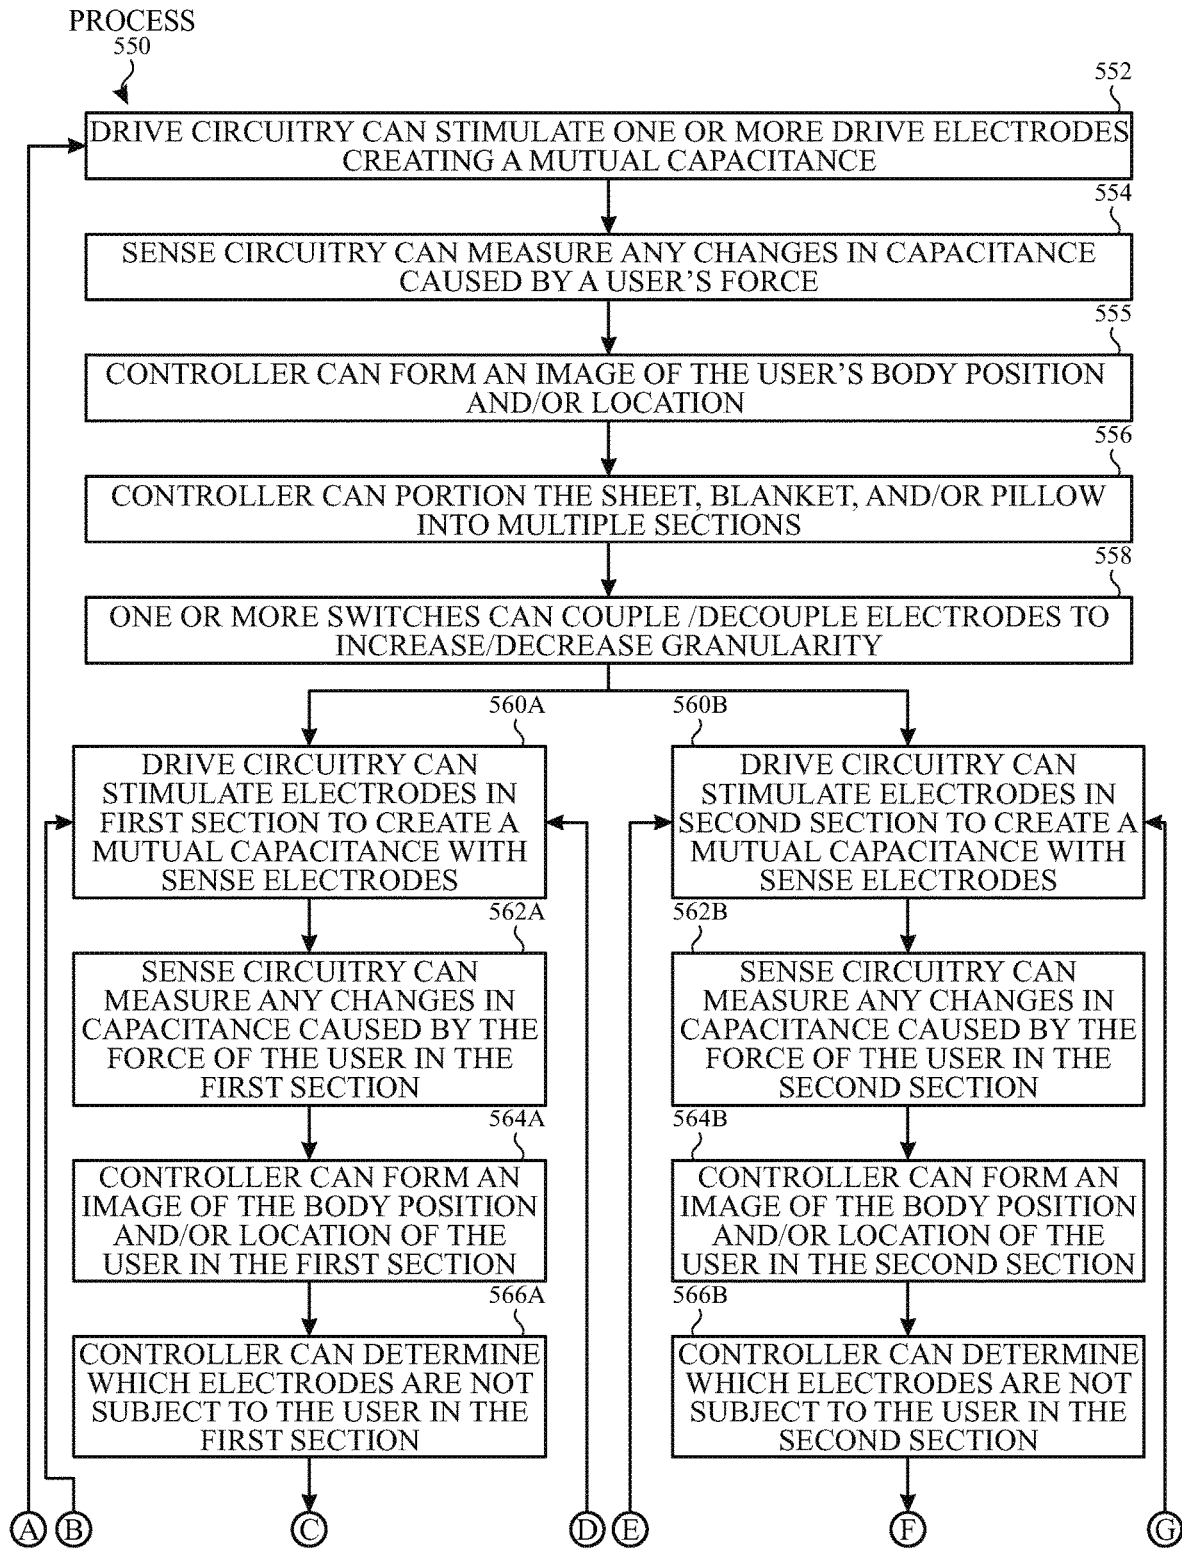 PROCESS
550
552
DRIVE CIRCUITRY CAN STIMULATE ONE OR MORE DRIVE ELECTRODES
CREATING A MUTUAL CAPACITANCE
554
SENSE CIRCUITRY CAN MEASURE ANY CHANGES IN CAPACITANCE
CAUSED BY A USER'S FORCE
555
CONTROLLER CAN FORM AN IMAGE OF THE USER'S BODY POSITION
AND/OR LOCATION
556
CONTROLLER CAN PORTION THE SHEET, BLANKET, AND/OR PILLOW
INTO MULTIPLE SECTIONS
558
ONE OR MORE SWITCHES CAN COUPLE /DECOUPLE ELECTRODES TO
INCREASE/DECREASE GRANULARITY
560A
DRIVE CIRCUITRY CAN
STIMULATE ELECTRODES IN
FIRST SECTION TO CREATE A
MUTUAL CAPACITANCE WITH
SENSE ELECTRODES
562A
SENSE CIRCUITRY CAN
MEASURE ANY CHANGES IN
CAPACITANCE CAUSED BY THE
FORCE OF THE USER IN THE
FIRST SECTION
564A
CONTROLLER CAN FORM AN
IMAGE OF THE BODY POSITION
AND/OR LOCATION OF THE
USER IN THE FIRST SECTION
566A
CONTROLLER CAN DETERMINE
WHICH ELECTRODES ARE NOT
SUBJECT TO THE USER IN THE
FIRST SECTION
560B
DRIVE CIRCUITRY CAN
STIMULATE ELECTRODES IN
SECOND SECTION TO CREATE A
MUTUAL CAPACITANCE WITH
SENSE ELECTRODES
562B
SENSE CIRCUITRY CAN
MEASURE ANY CHANGES IN
CAPACITANCE CAUSED BY THE
FORCE OF THE USER IN THE
SECOND SECTION
564B
CONTROLLER CAN FORM AN
IMAGE OF THE BODY POSITION
AND/OR LOCATION OF THE
USER IN THE SECOND SECTION
566B
CONTROLLER CAN DETERMINE
WHICH ELECTRODES ARE NOT
SUBJECT TO THE USER IN THE
SECOND SECTION
A B C D E F G